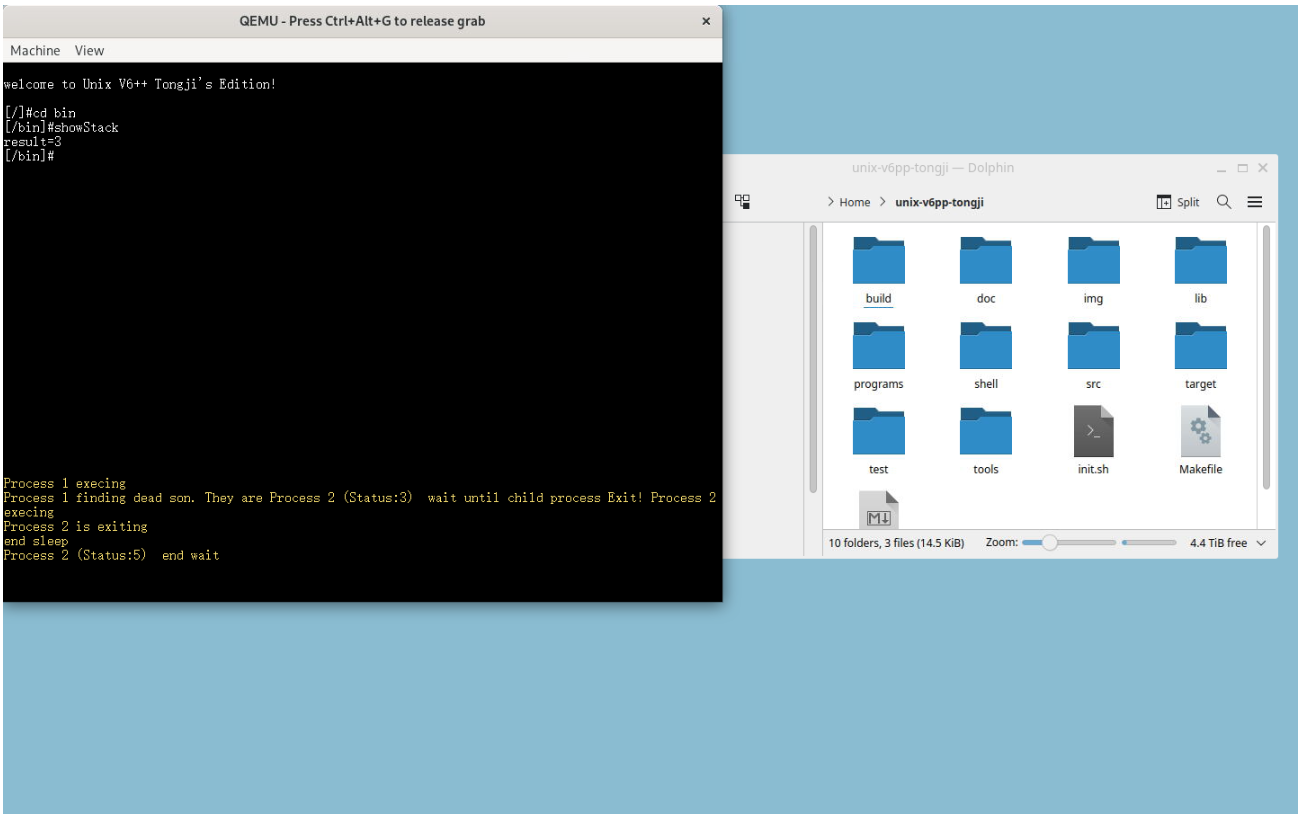 QEMU - Press Ctrl+Alt+G to release grab
Machine View
welcome to Unix V6++ Tongji's Edition!
[/]#cd bin
[/bin]#showStack
result=3
[/bin]#
Process 1 execing
Process 1 finding dead son. They are Process 2 (Status:3)  wait until child process Exit! Process 2
execing
Process 2 is exiting
end sleep
Process 2 (Status:5)  end wait
unix-v6pp-tongji — Dolphin
> Home > unix-v6pp-tongji
Split
build doc img lib
programs shell src target
test tools init.sh Makefile
10 folders, 3 files (14.5 KiB) Zoom: 4.4 TiB free